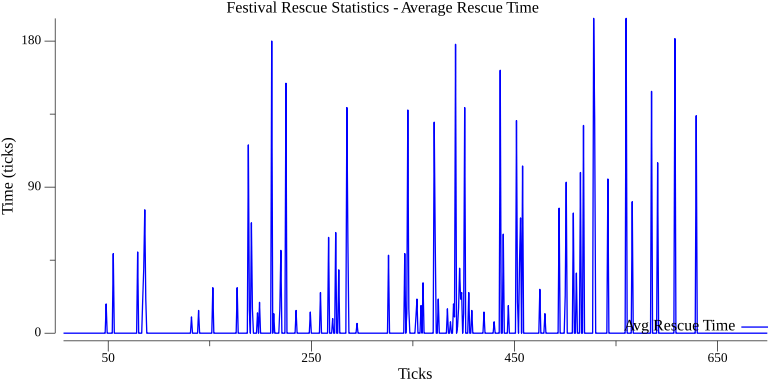 Festival Rescue Statistics - Average Rescue Time
180
90
0
Time (ticks)
Avg Rescue Time
50
250
450
650
Ticks